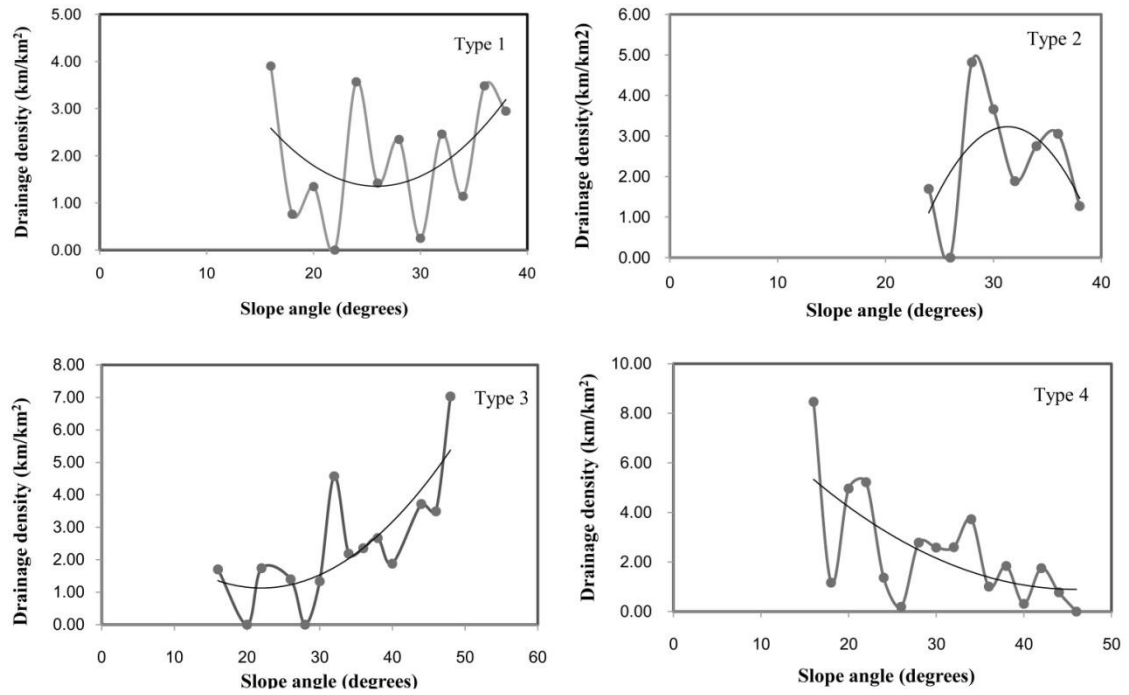 5.00
4.00
3.00
2.00
1.00
0.00
0 10 20 30 40
Drainage density (km/km²)
Slope angle (degrees)
Type 1
6.00
5.00
4.00
3.00
2.00
1.00
0.00
0 10 20 30 40
Drainage density(km/km2)
Slope angle (degrees)
Type 2
8.00
7.00
6.00
5.00
4.00
3.00
2.00
1.00
0.00
0 10 20 30 40 50 60
Drainage density (km/km²)
Slope angle (degrees)
Type 3
10.00
8.00
6.00
4.00
2.00
0.00
0 10 20 30 40 50
Drainage density (km/km²)
Slope angle (degrees)
Type 4